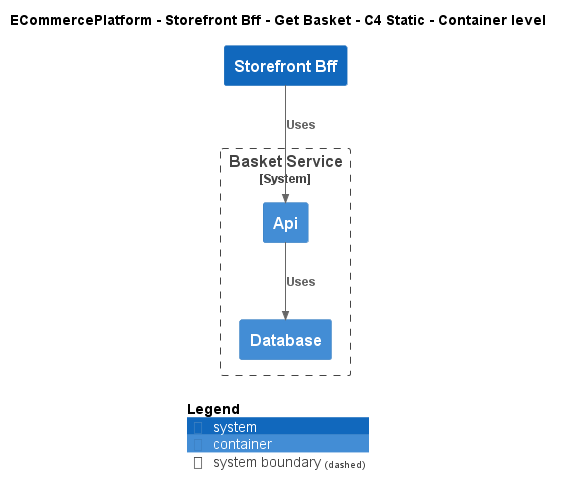 ECommercePlatform - Storefront Bff - Get Basket - C4 Static - Container level
Storefront Bff
Uses
Basket Service
[System]
Api
Uses
Database
Legend
system
container
system boundary (dashed)